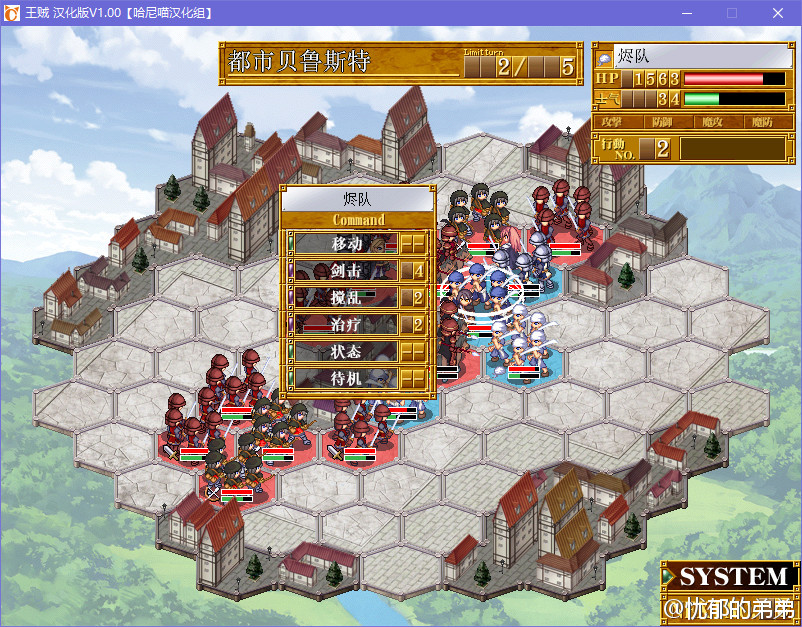 王贼 汉化版V1.00【哈尼喵汉化组】
都市贝鲁斯特
Limit turn
2/5
烬队
HP 1563
士气 34
攻撃 防御 魔攻 魔防
行動 NO. 2
烬队
Command
移动
剑击 4
搅乱 2
治疗 2
状态
待机
SYSTEM
@忧郁的弟弟